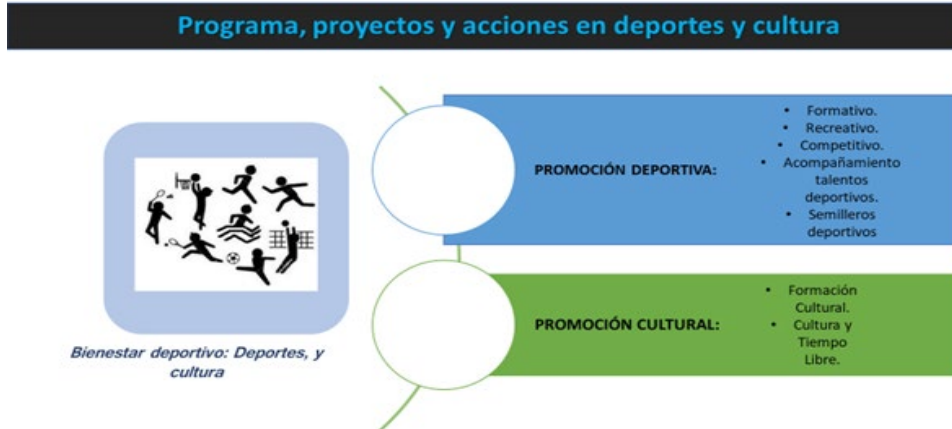 Programa, proyectos y acciones en deportes y cultura
Bienestar deportivo: Deportes, y
cultura
PROMOCIÓN DEPORTIVA:
• Formativo.
• Recreativo.
• Competitivo.
• Acompañamiento
talentos
deportivos.
• Semilleros
deportivos
PROMOCIÓN CULTURAL:
• Formación
Cultural.
• Cultura y
Tiempo
Libre.